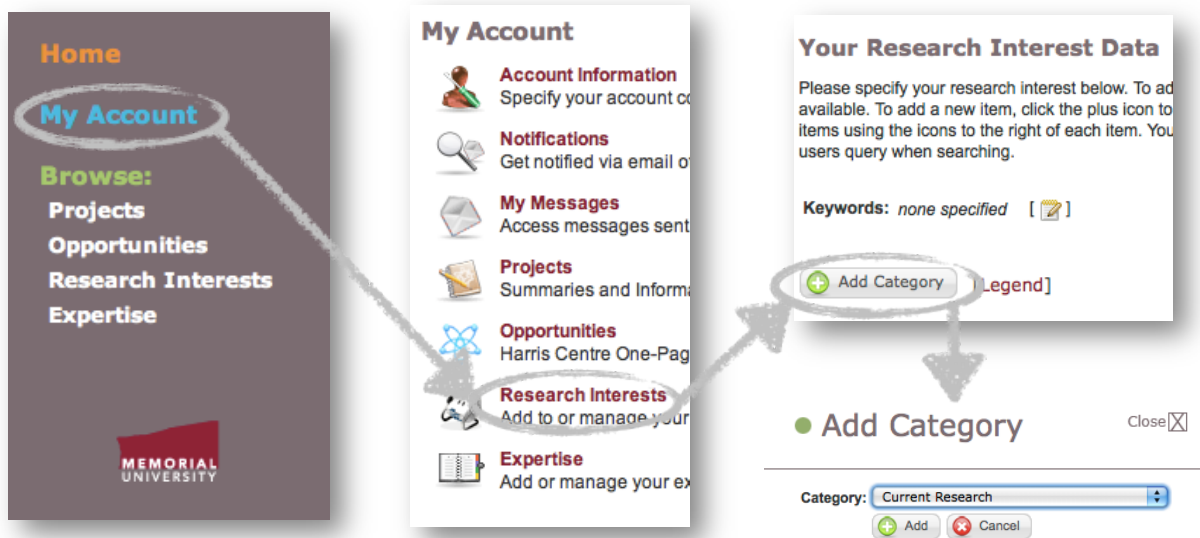 Home
My Account
Browse:
Projects
Opportunities
Research Interests
Expertise
MEMORIAL
UNIVERSITY
My Account
Account Information
Specify your account co
Notifications
Get notified via email o
My Messages
Access messages sent
Projects
Summaries and Informa
Opportunities
Harris Centre One-Pag
Research Interests
Add to or manage your
Expertise
Add or manage your ex
Your Research Interest Data
Please specify your research interest below. To ad
available. To add a new item, click the plus icon to
items using the icons to the right of each item. You
users query when searching.
Keywords: none specified [ ]
Add Category [Legend]
Add Category Close X
Category: Current Research
Add Cancel